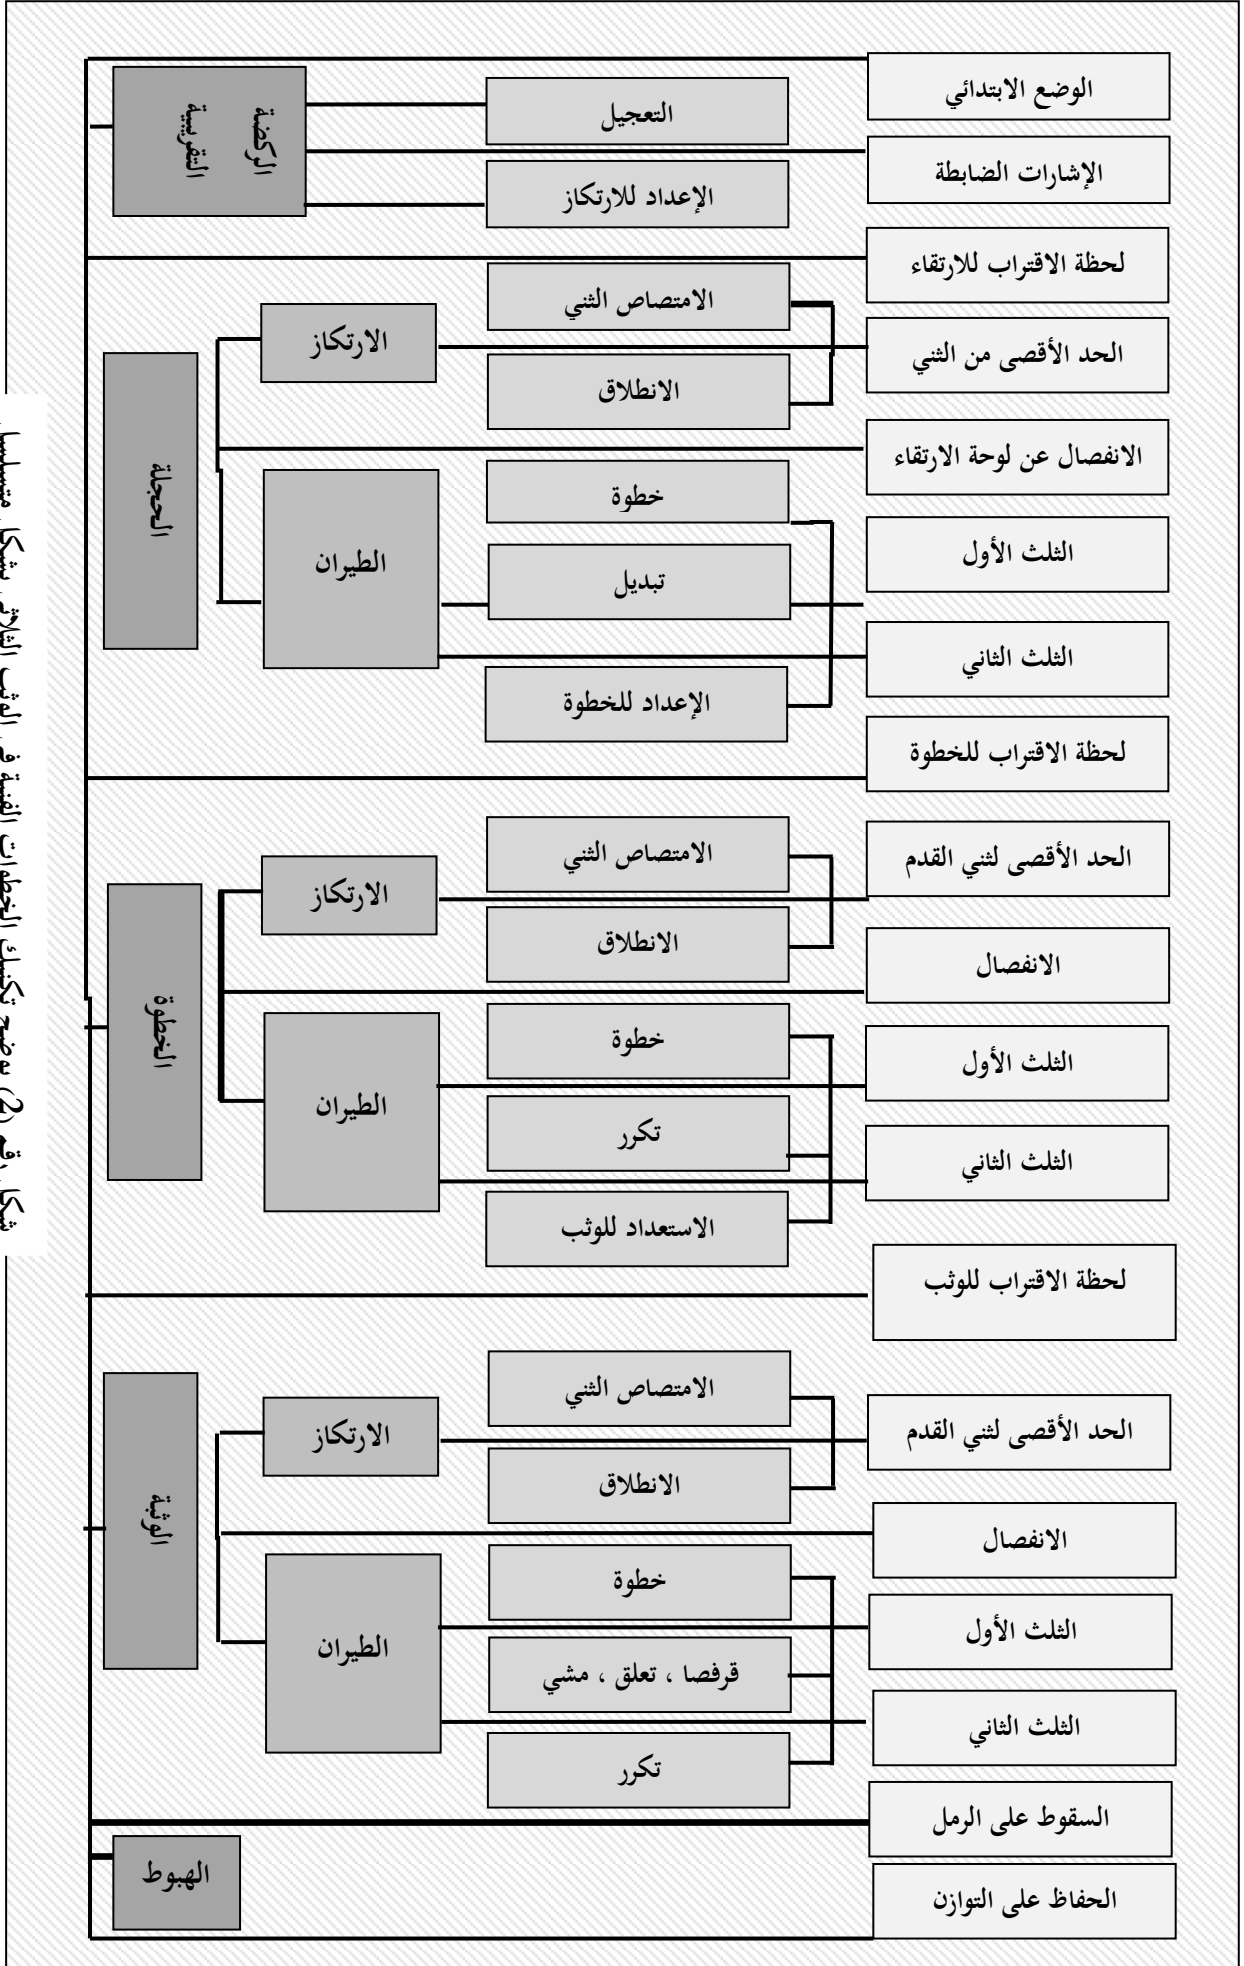 الوضع الابتدائي
التعجيل
الركضة
التقريبية
الإشارات الضابطة
الإعداد للارتكاز
لحظة الاقتراب للارتقاء
الامتصاص الثني
الارتكاز
الحد الأقصى من الثني
الانطلاق
الحجلة
الانفصال عن لوحة الارتقاء
خطوة
الطيران
الثلث الأول
تبديل
الثلث الثاني
الإعداد للخطوة
لحظة الاقتراب للخطوة
الامتصاص الثني
الحد الأقصى لثني القدم
الارتكاز
الانطلاق
الانفصال
الخطوة
خطوة
الثلث الأول
الطيران
تكرر
الثلث الثاني
الاستعداد للوثب
لحظة الاقتراب للوثب
الامتصاص الثني
الحد الأقصى لثني القدم
الارتكاز
الانطلاق
الوثبة
الانفصال
خطوة
الثلث الأول
الطيران
قرفصا ، تعلق ، مشي
الثلث الثاني
تكرر
السقوط على الرمل
الهبوط
الحفاظ على التوازن
شكل رقم (2) يوضح تكنيك الخطوات الفنية في الوثب الثلاثي بشكل متسلسل